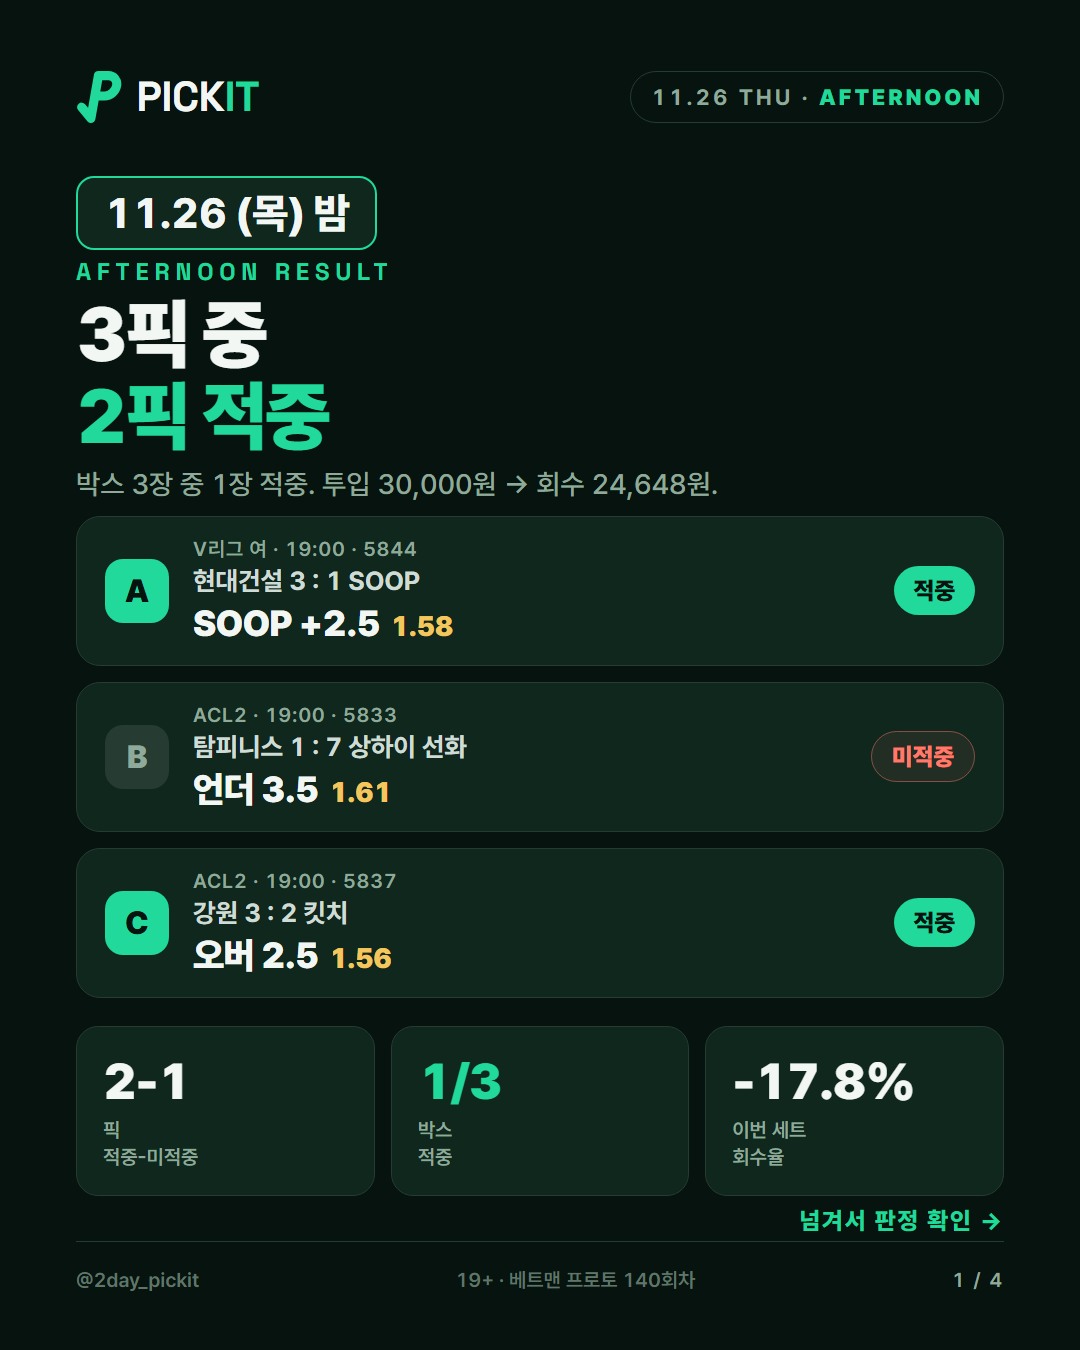 PICKIT
11.26 THU · AFTERNOON
11.26 (목) 밤
AFTERNOON RESULT
3픽 중
2픽 적중
박스 3장 중 1장 적중. 투입 30,000원 → 회수 24,648원.
A
V리그 여 · 19:00 · 5844
현대건설 3 : 1 SOOP
SOOP +2.5 1.58
적중
B
ACL2 · 19:00 · 5833
탐피니스 1 : 7 상하이 선화
언더 3.5 1.61
미적중
C
ACL2 · 19:00 · 5837
강원 3 : 2 킷치
오버 2.5 1.56
적중
2-1
픽
적중-미적중
1/3
박스
적중
-17.8%
이번 세트
회수율
넘겨서 판정 확인 →
@2day_pickit
19+ · 베트맨 프로토 140회차
1 / 4